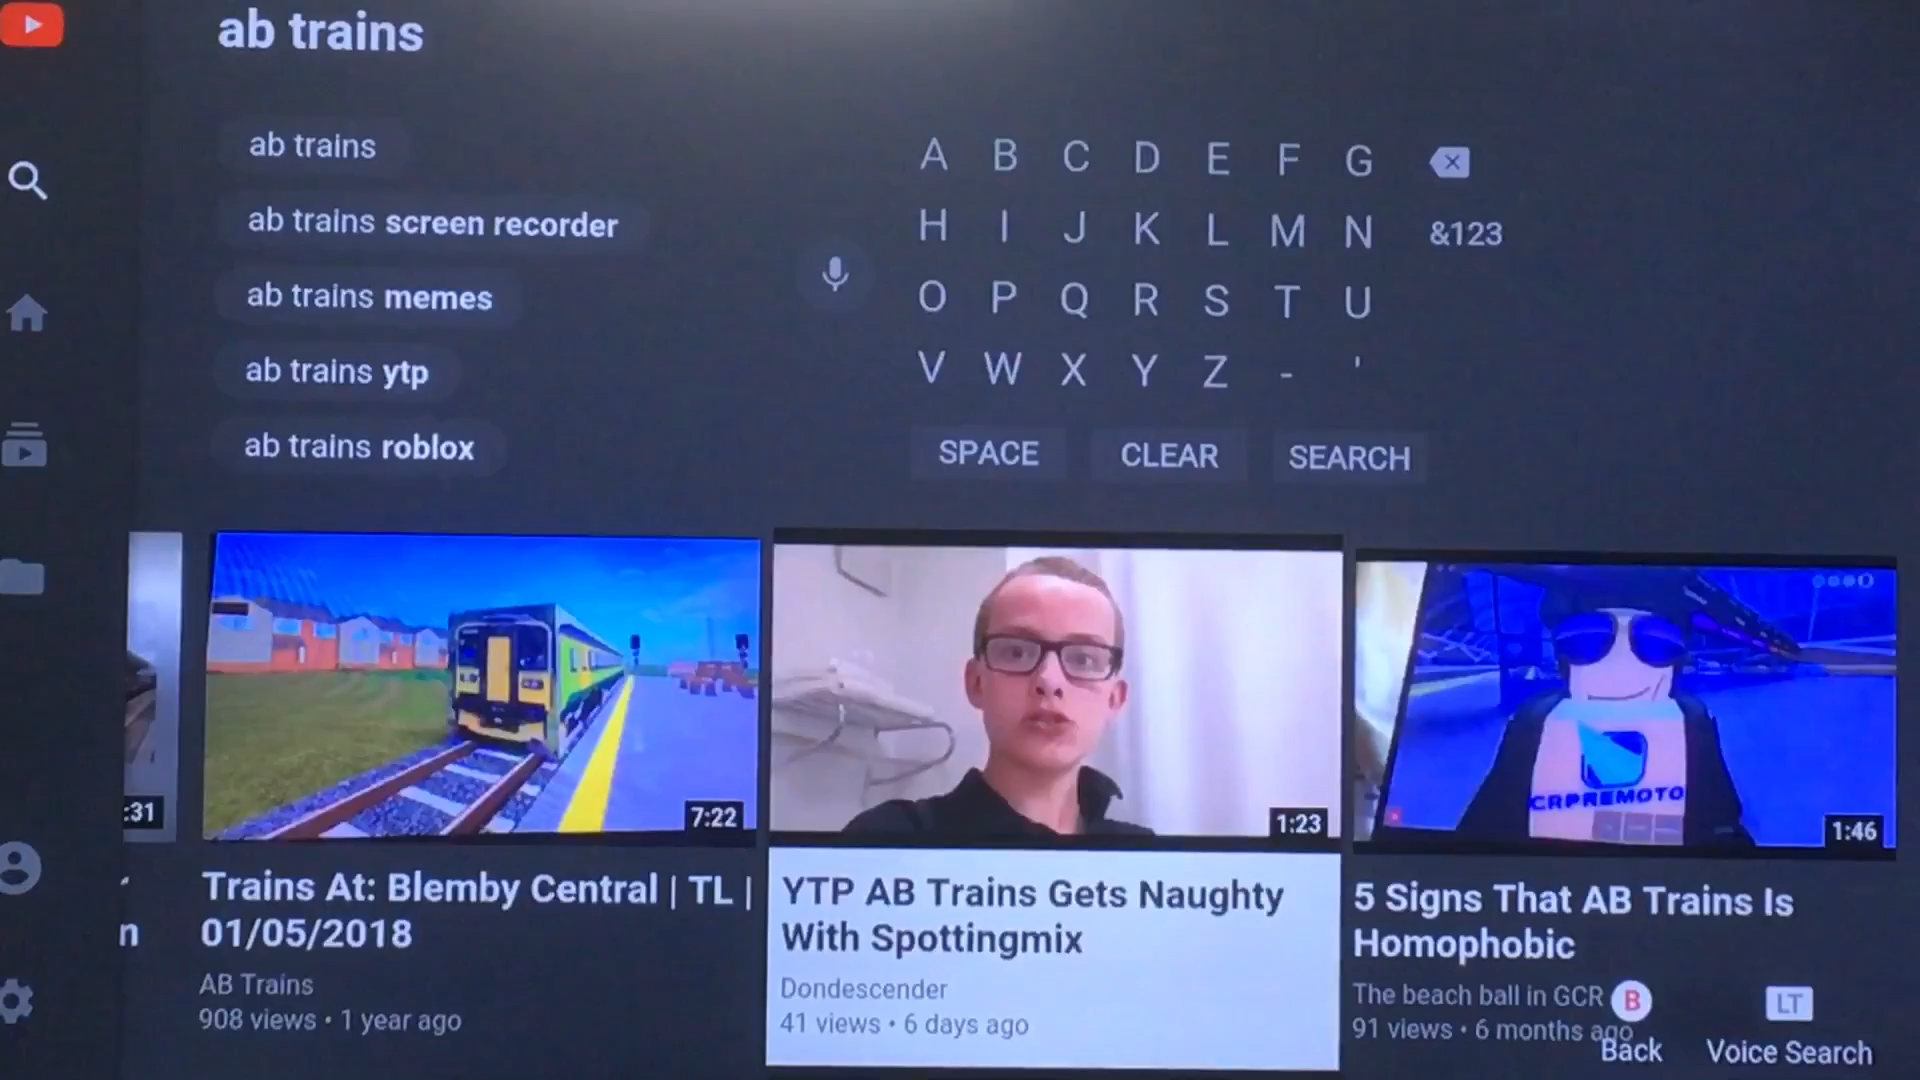 ab trains
ab trains
ab trains screen recorder
ab trains memes
ab trains ytp
ab trains roblox
A B C D E F G
H I J K L M N &123
O P Q R S T U
V W X Y Z - '
SPACE CLEAR SEARCH
:31
7:22
1:23
CRPREMOTO
1:46
n
Trains At: Blemby Central | TL |
01/05/2018
AB Trains
908 views • 1 year ago
YTP AB Trains Gets Naughty
With Spottingmix
Dondescender
41 views • 6 days ago
5 Signs That AB Trains Is
Homophobic
The beach ball in GCR
91 views • 6 months ago
B Back
LT Voice Search